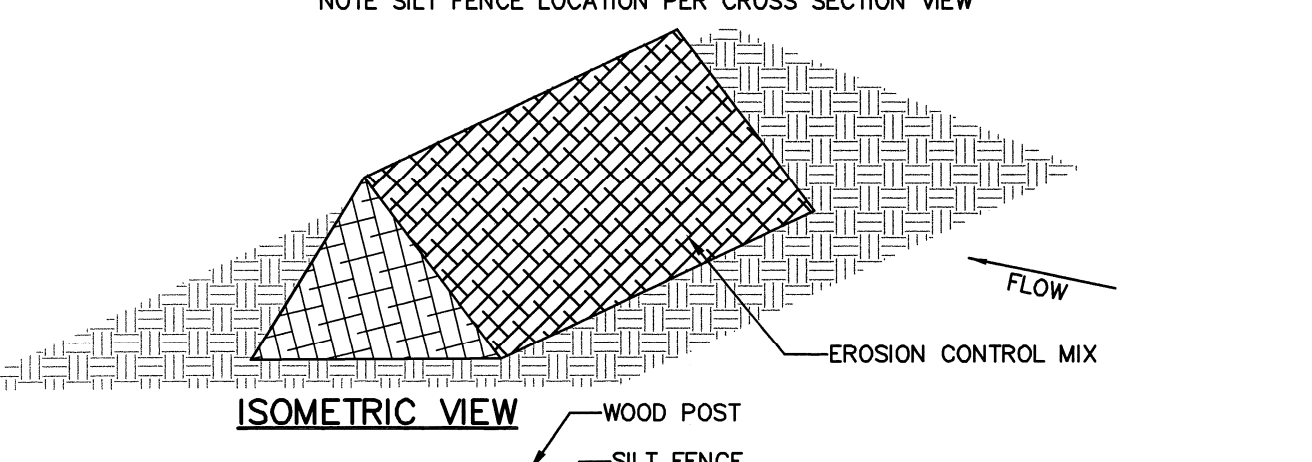 NOTE SILT FENCE LOCATION PER CROSS SECTION VIEW
FLOW
EROSION CONTROL MIX
ISOMETRIC VIEW
WOOD POST
SILT FENCE